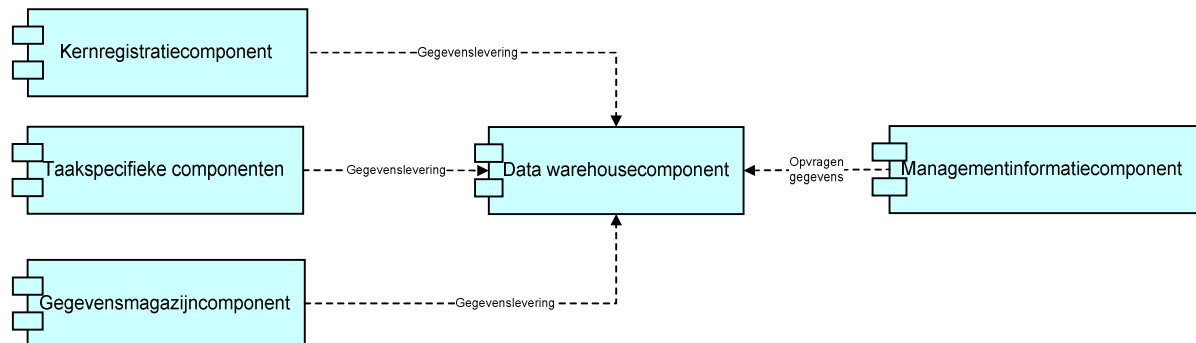 Kernregistratiecomponent
Gegevenslevering
Taakspecifieke componenten
Gegevenslevering
Data warehousecomponent
Opvragen
gegevens
Managementinformatiecomponent
Gegevensmagazijncomponent
Gegevenslevering